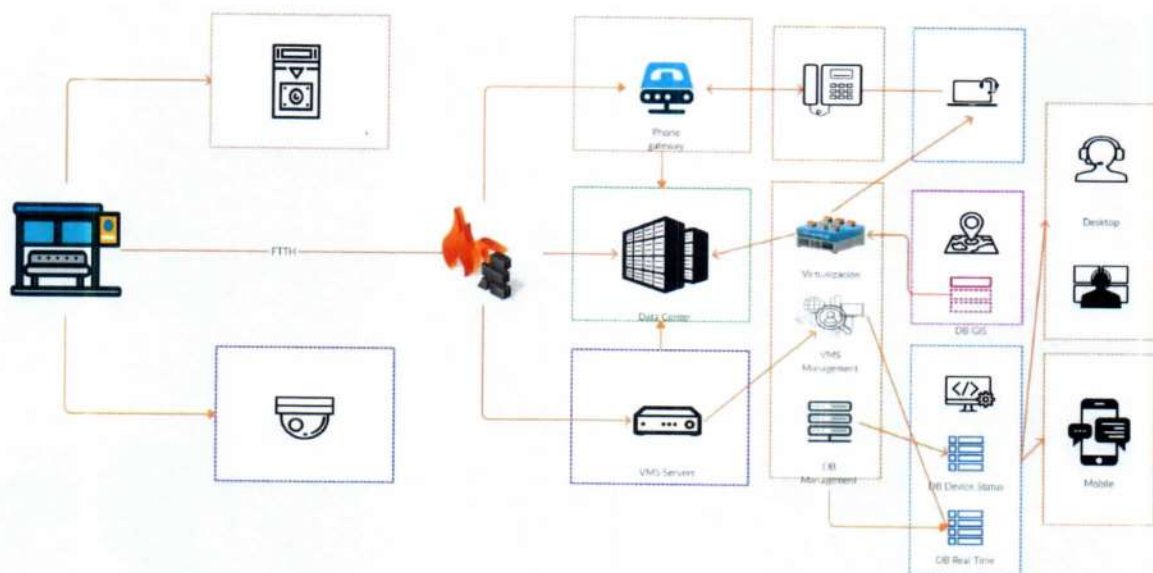 FTTH
Phone
gateway
Data Center
VMS Servers
Virtualización
VMS
Management
DB
Management
DB GIS
DB Device Status
DB Real Time
Desktop
Mobile